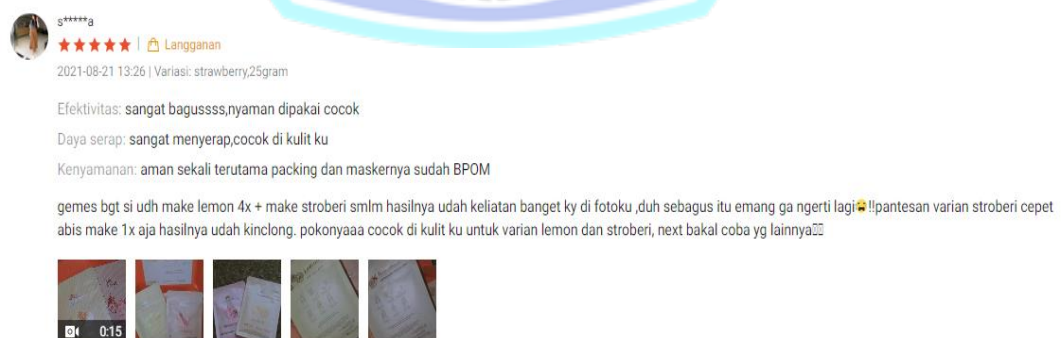 s*****a
Langganan
2021-08-21 13:26 | Variasi: strawberry,25gram
Efektivitas: sangat bagussss,nyaman dipakai cocok
Daya serap: sangat menyerap,cocok di kulit ku
Kenyamanan: aman sekali terutama packing dan maskernya sudah BPOM
gemes bgt si udh make lemon 4x + make stroberi smlm hasilnya udah keliatan banget ky di fotoku ,duh sebagus itu emang ga ngerti lagi😩!!pantesan varian stroberi cepet
abis make 1x aja hasilnya udah kinclong. pokonyaaa cocok di kulit ku untuk varian lemon dan stroberi, next bakal coba yg lainnya
0:15